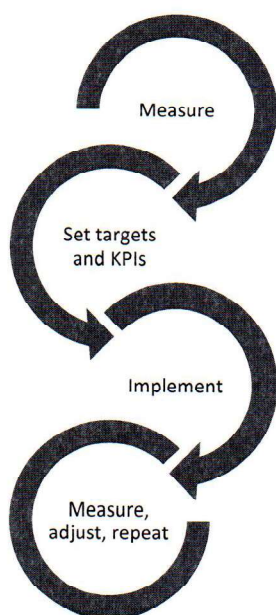 Measure
Set targets
and KPIs
Implement
Measure,
adjust, repeat